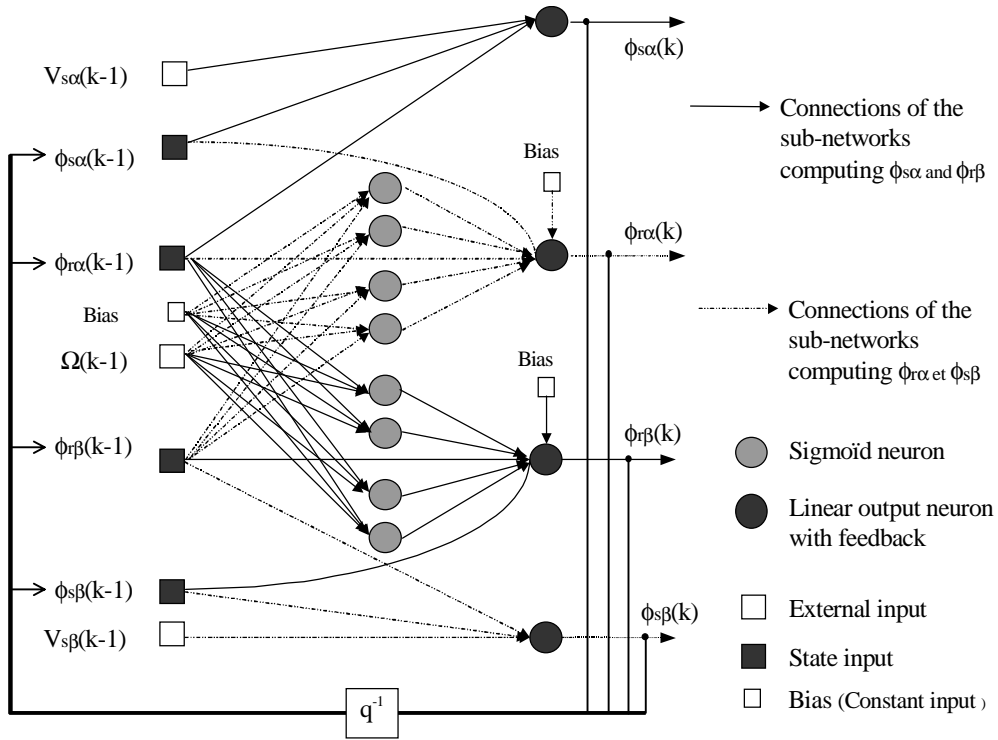 Vsα(k-1)
ϕsα(k-1)
ϕrα(k-1)
Bias
Ω(k-1)
ϕrβ(k-1)
ϕsβ(k-1)
Vsβ(k-1)
q-1
Bias
Bias
ϕsα(k)
ϕrα(k)
ϕrβ(k)
ϕsβ(k)
Connections of the
sub-networks
computing ϕsα and ϕrβ
Connections of the
sub-networks
computing ϕrα et ϕsβ
Sigmoïd neuron
Linear output neuron
with feedback
External input
State input
Bias (Constant input )